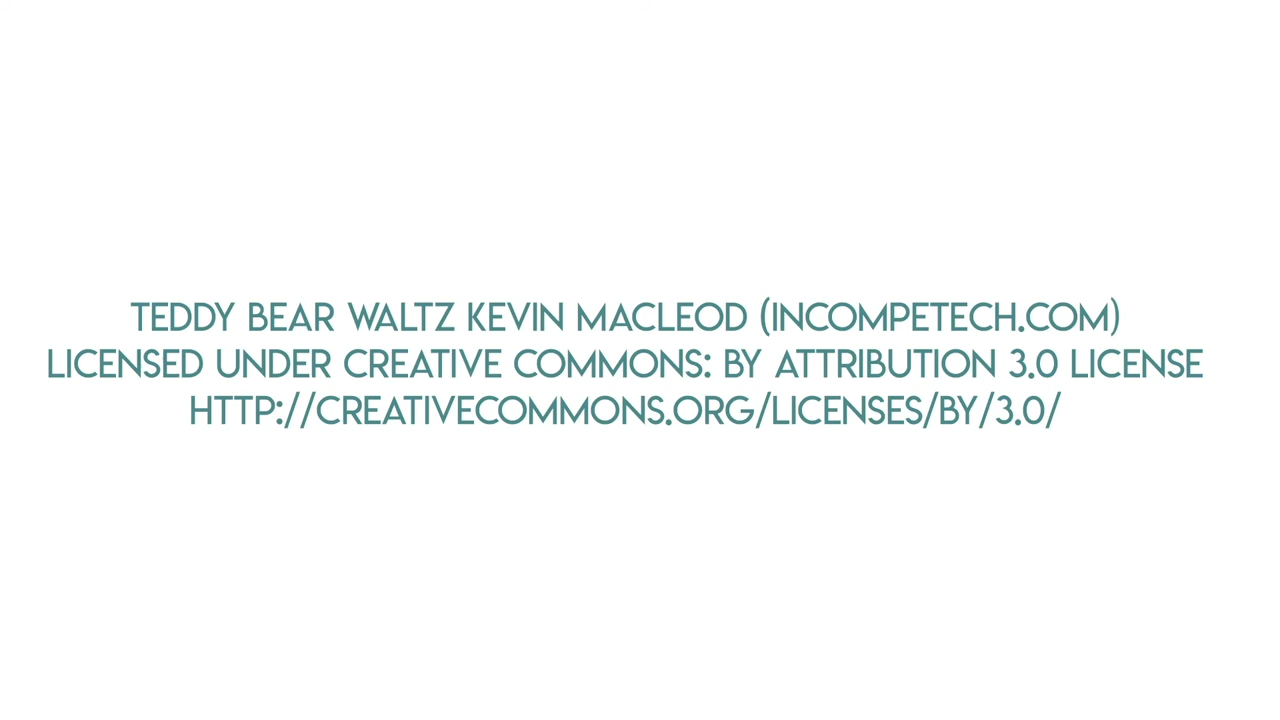 TEDDY BEAR WALTZ KEVIN MACLEOD (INCOMPETECH.COM)
LICENSED UNDER CREATIVE COMMONS: BY ATTRIBUTION 3.0 LICENSE
HTTP://CREATIVECOMMONS.ORG/LICENSES/BY/3.0/